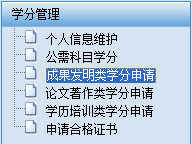 学分管理
个人信息维护
公需科目学分
成果发明类学分申请
论文著作类学分申请
学历培训类学分申请
申请合格证书